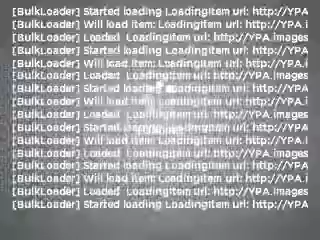 [BulkLoader] Started loading LoadingItem url: http://YPA
[BulkLoader] Will load item: LoadingItem url: http://YPA.i
[BulkLoader] Loaded LoadingItem url: http://YPA.images
[BulkLoader] Started loading LoadingItem url: http://YPA
[BulkLoader] Will load item: LoadingItem url: http://YPA.i
[BulkLoader] Loaded LoadingItem url: http://YPA.images
[BulkLoader] Started loading LoadingItem url: http://YPA
[BulkLoader] Will load item: LoadingItem url: http://YPA.i
[BulkLoader] Loaded LoadingItem url: http://YPA.images
[BulkLoader] Started loading LoadingItem url: http://YPA
[BulkLoader] Will load item: LoadingItem url: http://YPA.i
[BulkLoader] Loaded LoadingItem url: http://YPA.images
[BulkLoader] Started loading LoadingItem url: http://YPA
[BulkLoader] Will load item: LoadingItem url: http://YPA.i
[BulkLoader] Loaded LoadingItem url: http://YPA.images
[BulkLoader] Started loading LoadingItem url: http://YPA